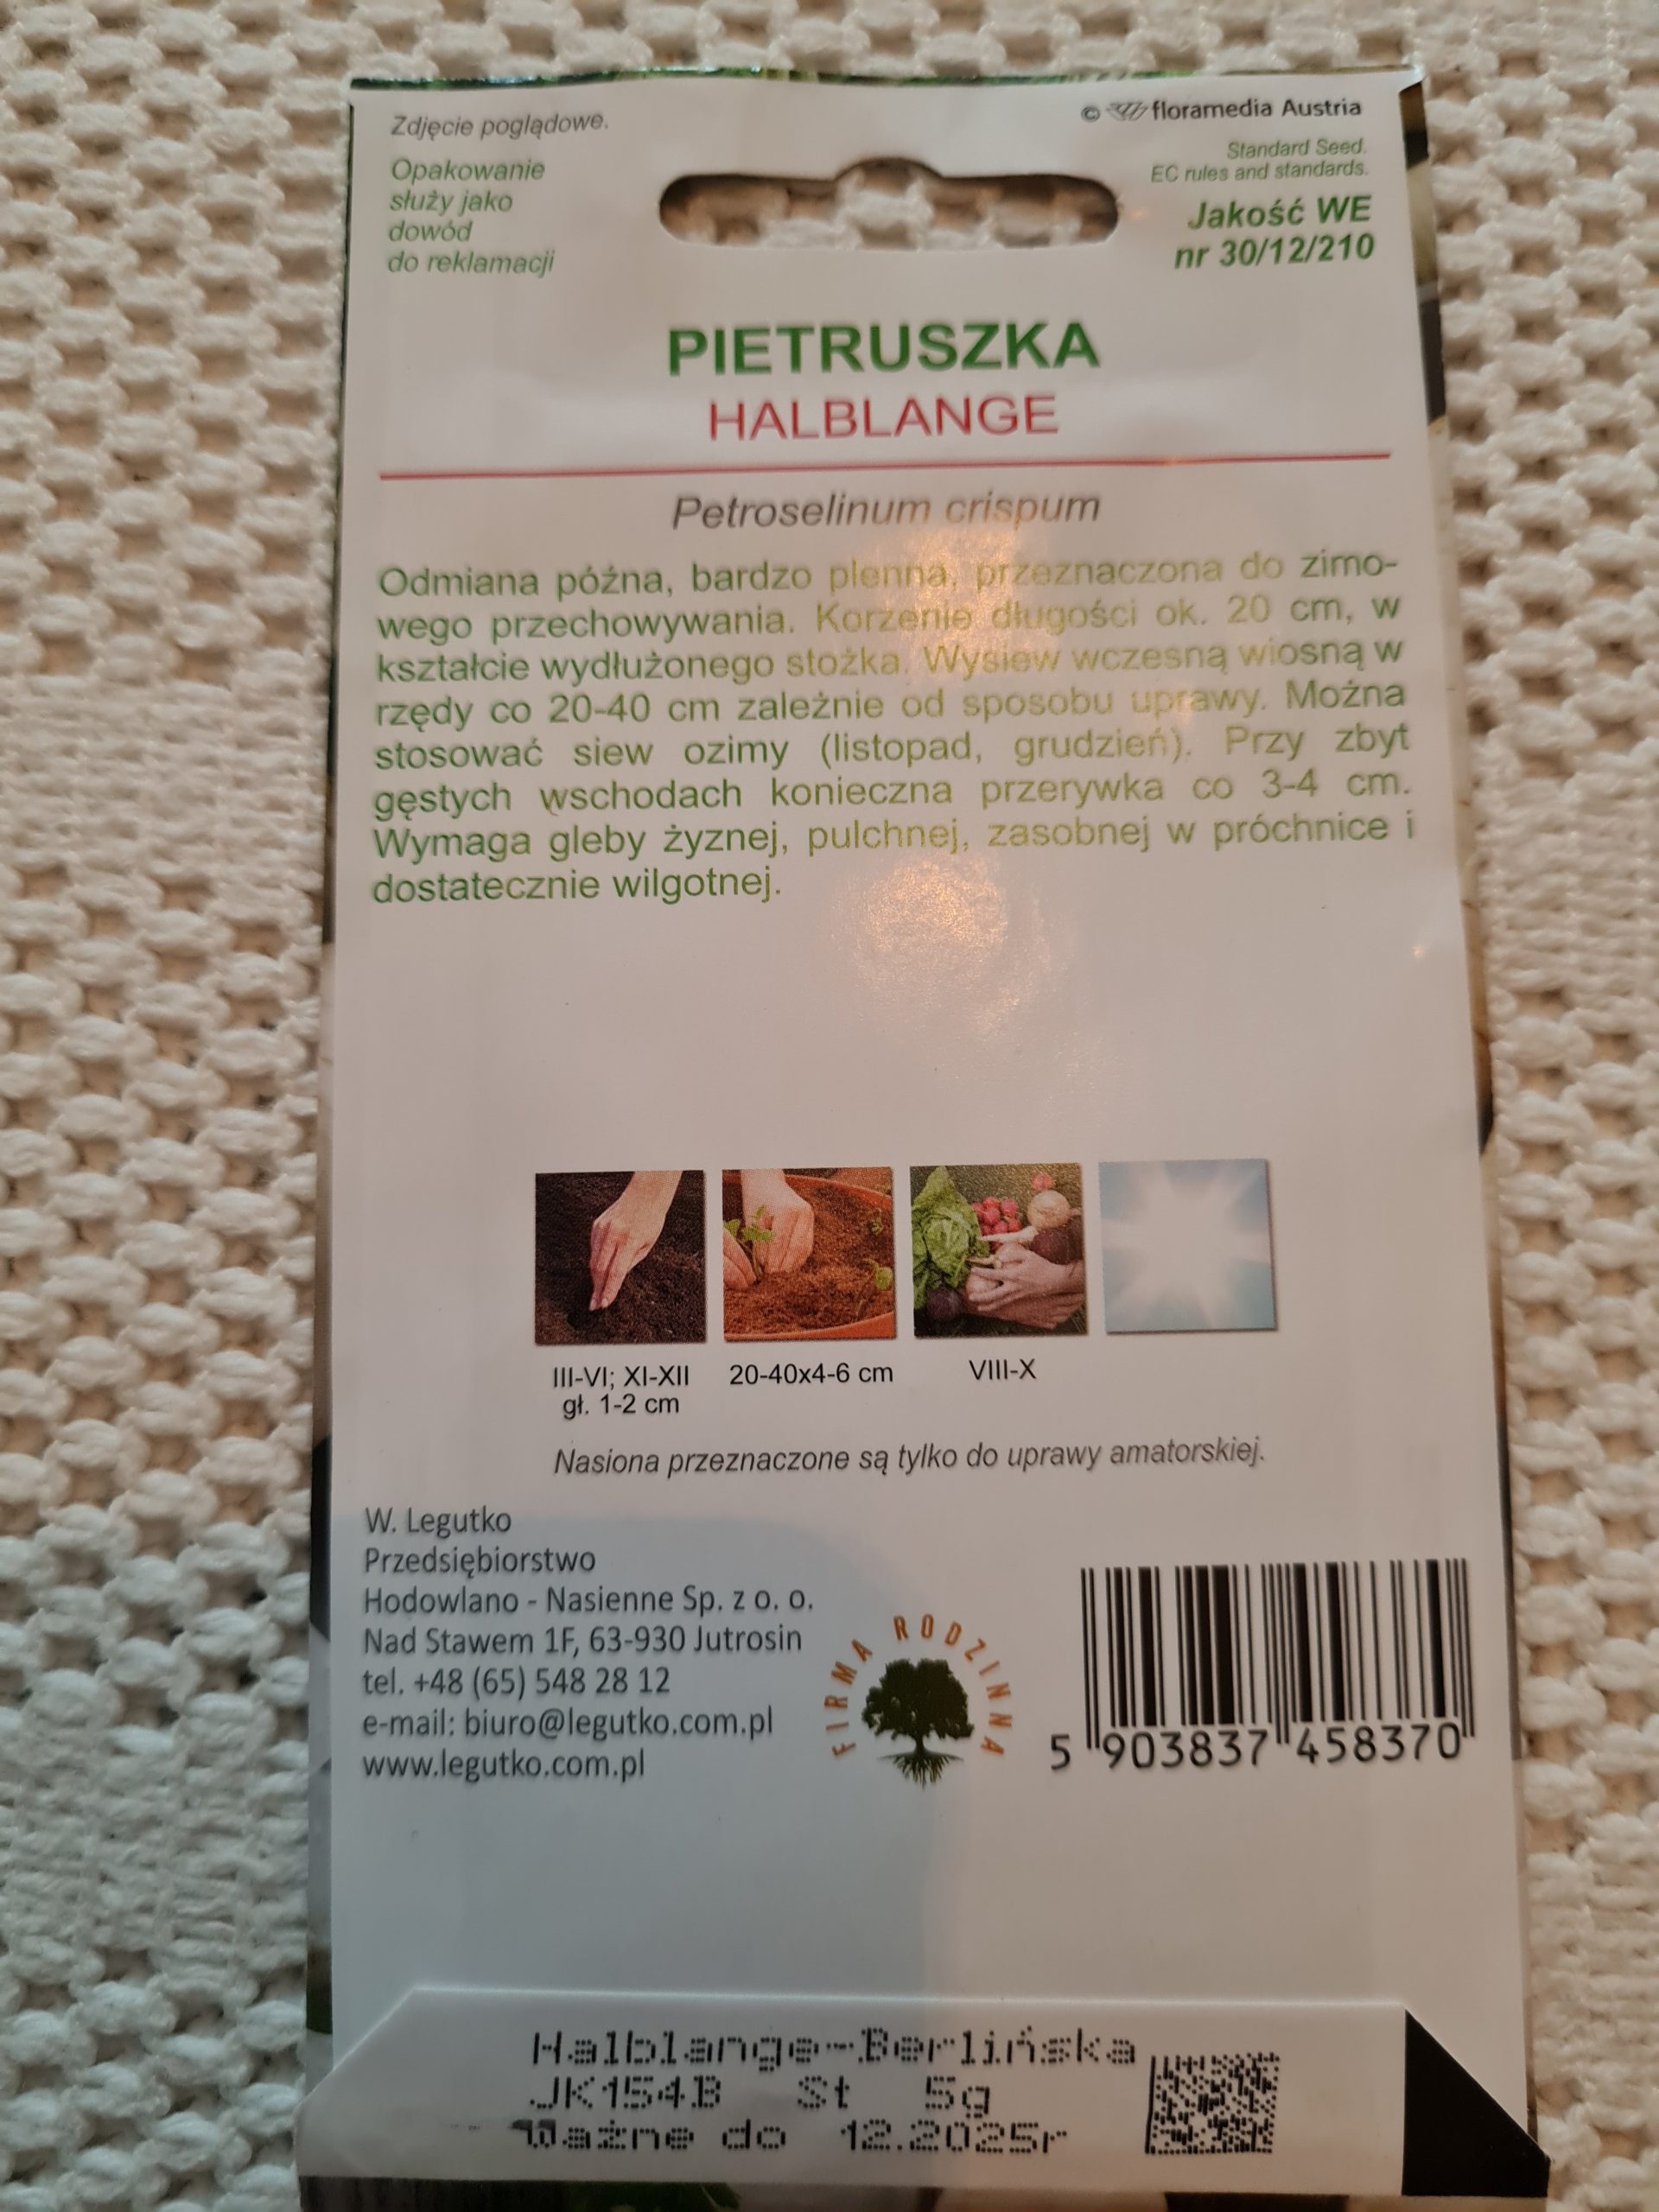 Zdjęcie poglądowe.
Opakowanie
służy jako
dowód
do reklamacji
© floramedia Austria
Standard Seed.
EC rules and standards.
Jakość WE
nr 30/12/210
PIETRUSZKA
HALBLANGE
Petroselinum crispum
Odmiana późna, bardzo plenna, przeznaczona do zimo-
wego przechowywania. Korzenie długości ok. 20 cm, w
kształcie wydłużonego stożka. Wysiew wczesną wiosną w
rzędy co 20-40 cm zależnie od sposobu uprawy. Można
stosować siew ozimy (listopad, grudzień). Przy zbyt
gęstych wschodach konieczna przerywka co 3-4 cm.
Wymaga gleby żyznej, pulchnej, zasobnej w próchnice i
dostatecznie wilgotnej.
III-VI; XI-XII
gł. 1-2 cm
20-40x4-6 cm
VIII-X
Nasiona przeznaczone są tylko do uprawy amatorskiej.
W. Legutko
Przedsiębiorstwo
Hodowlano - Nasienne Sp. z o. o.
Nad Stawem 1F, 63-930 Jutrosin
tel. +48 (65) 548 28 12
e-mail: biuro@legutko.com.pl
www.legutko.com.pl
FIRMA RODZINNA
5 903837 458370
Halblange-Berlińska
JK154B St 5g
Ważne do 12.2025r